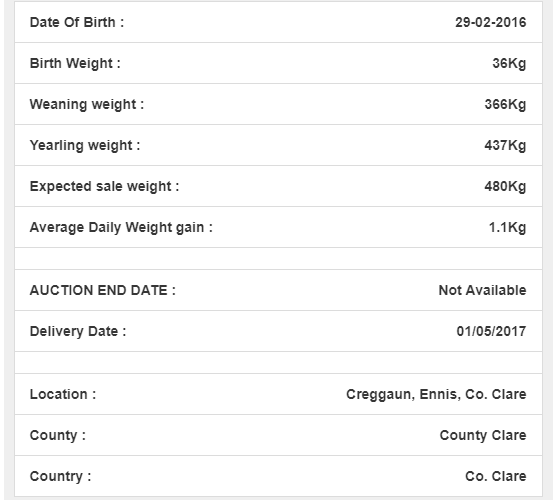 Date Of Birth : 29-02-2016
Birth Weight : 36Kg
Weaning weight : 366Kg
Yearling weight : 437Kg
Expected sale weight : 480Kg
Average Daily Weight gain : 1.1Kg
AUCTION END DATE : Not Available
Delivery Date : 01/05/2017
Location : Creggaun, Ennis, Co. Clare
County : County Clare
Country : Co. Clare